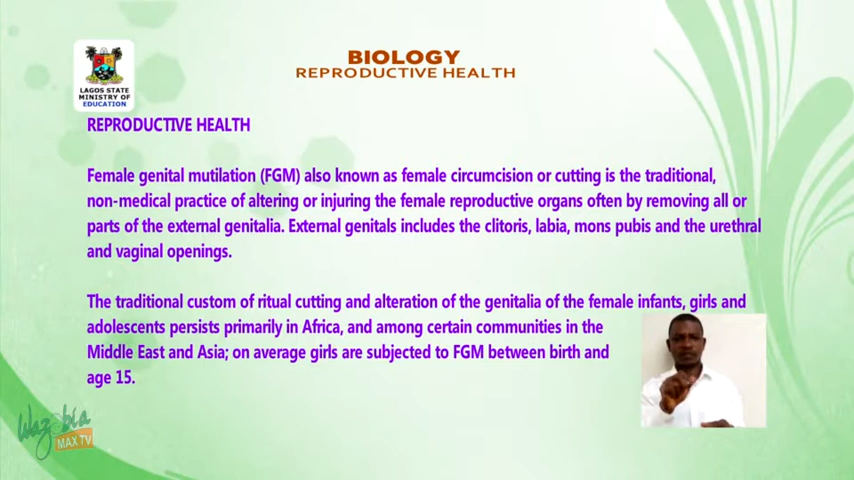 BIOLOGY
REPRODUCTIVE HEALTH
LAGOS STATE
MINISTRY OF
EDUCATION
REPRODUCTIVE HEALTH
Female genital mutilation (FGM) also known as female circumcision or cutting is the traditional,
non-medical practice of altering or injuring the female reproductive organs often by removing all or
parts of the external genitalia. External genitals includes the clitoris, labia, mons pubis and the urethral
and vaginal openings.
The traditional custom of ritual cutting and alteration of the genitalia of the female infants, girls and
adolescents persists primarily in Africa, and among certain communities in the
Middle East and Asia; on average girls are subjected to FGM between birth and
age 15.
Wazobia
MAX TV